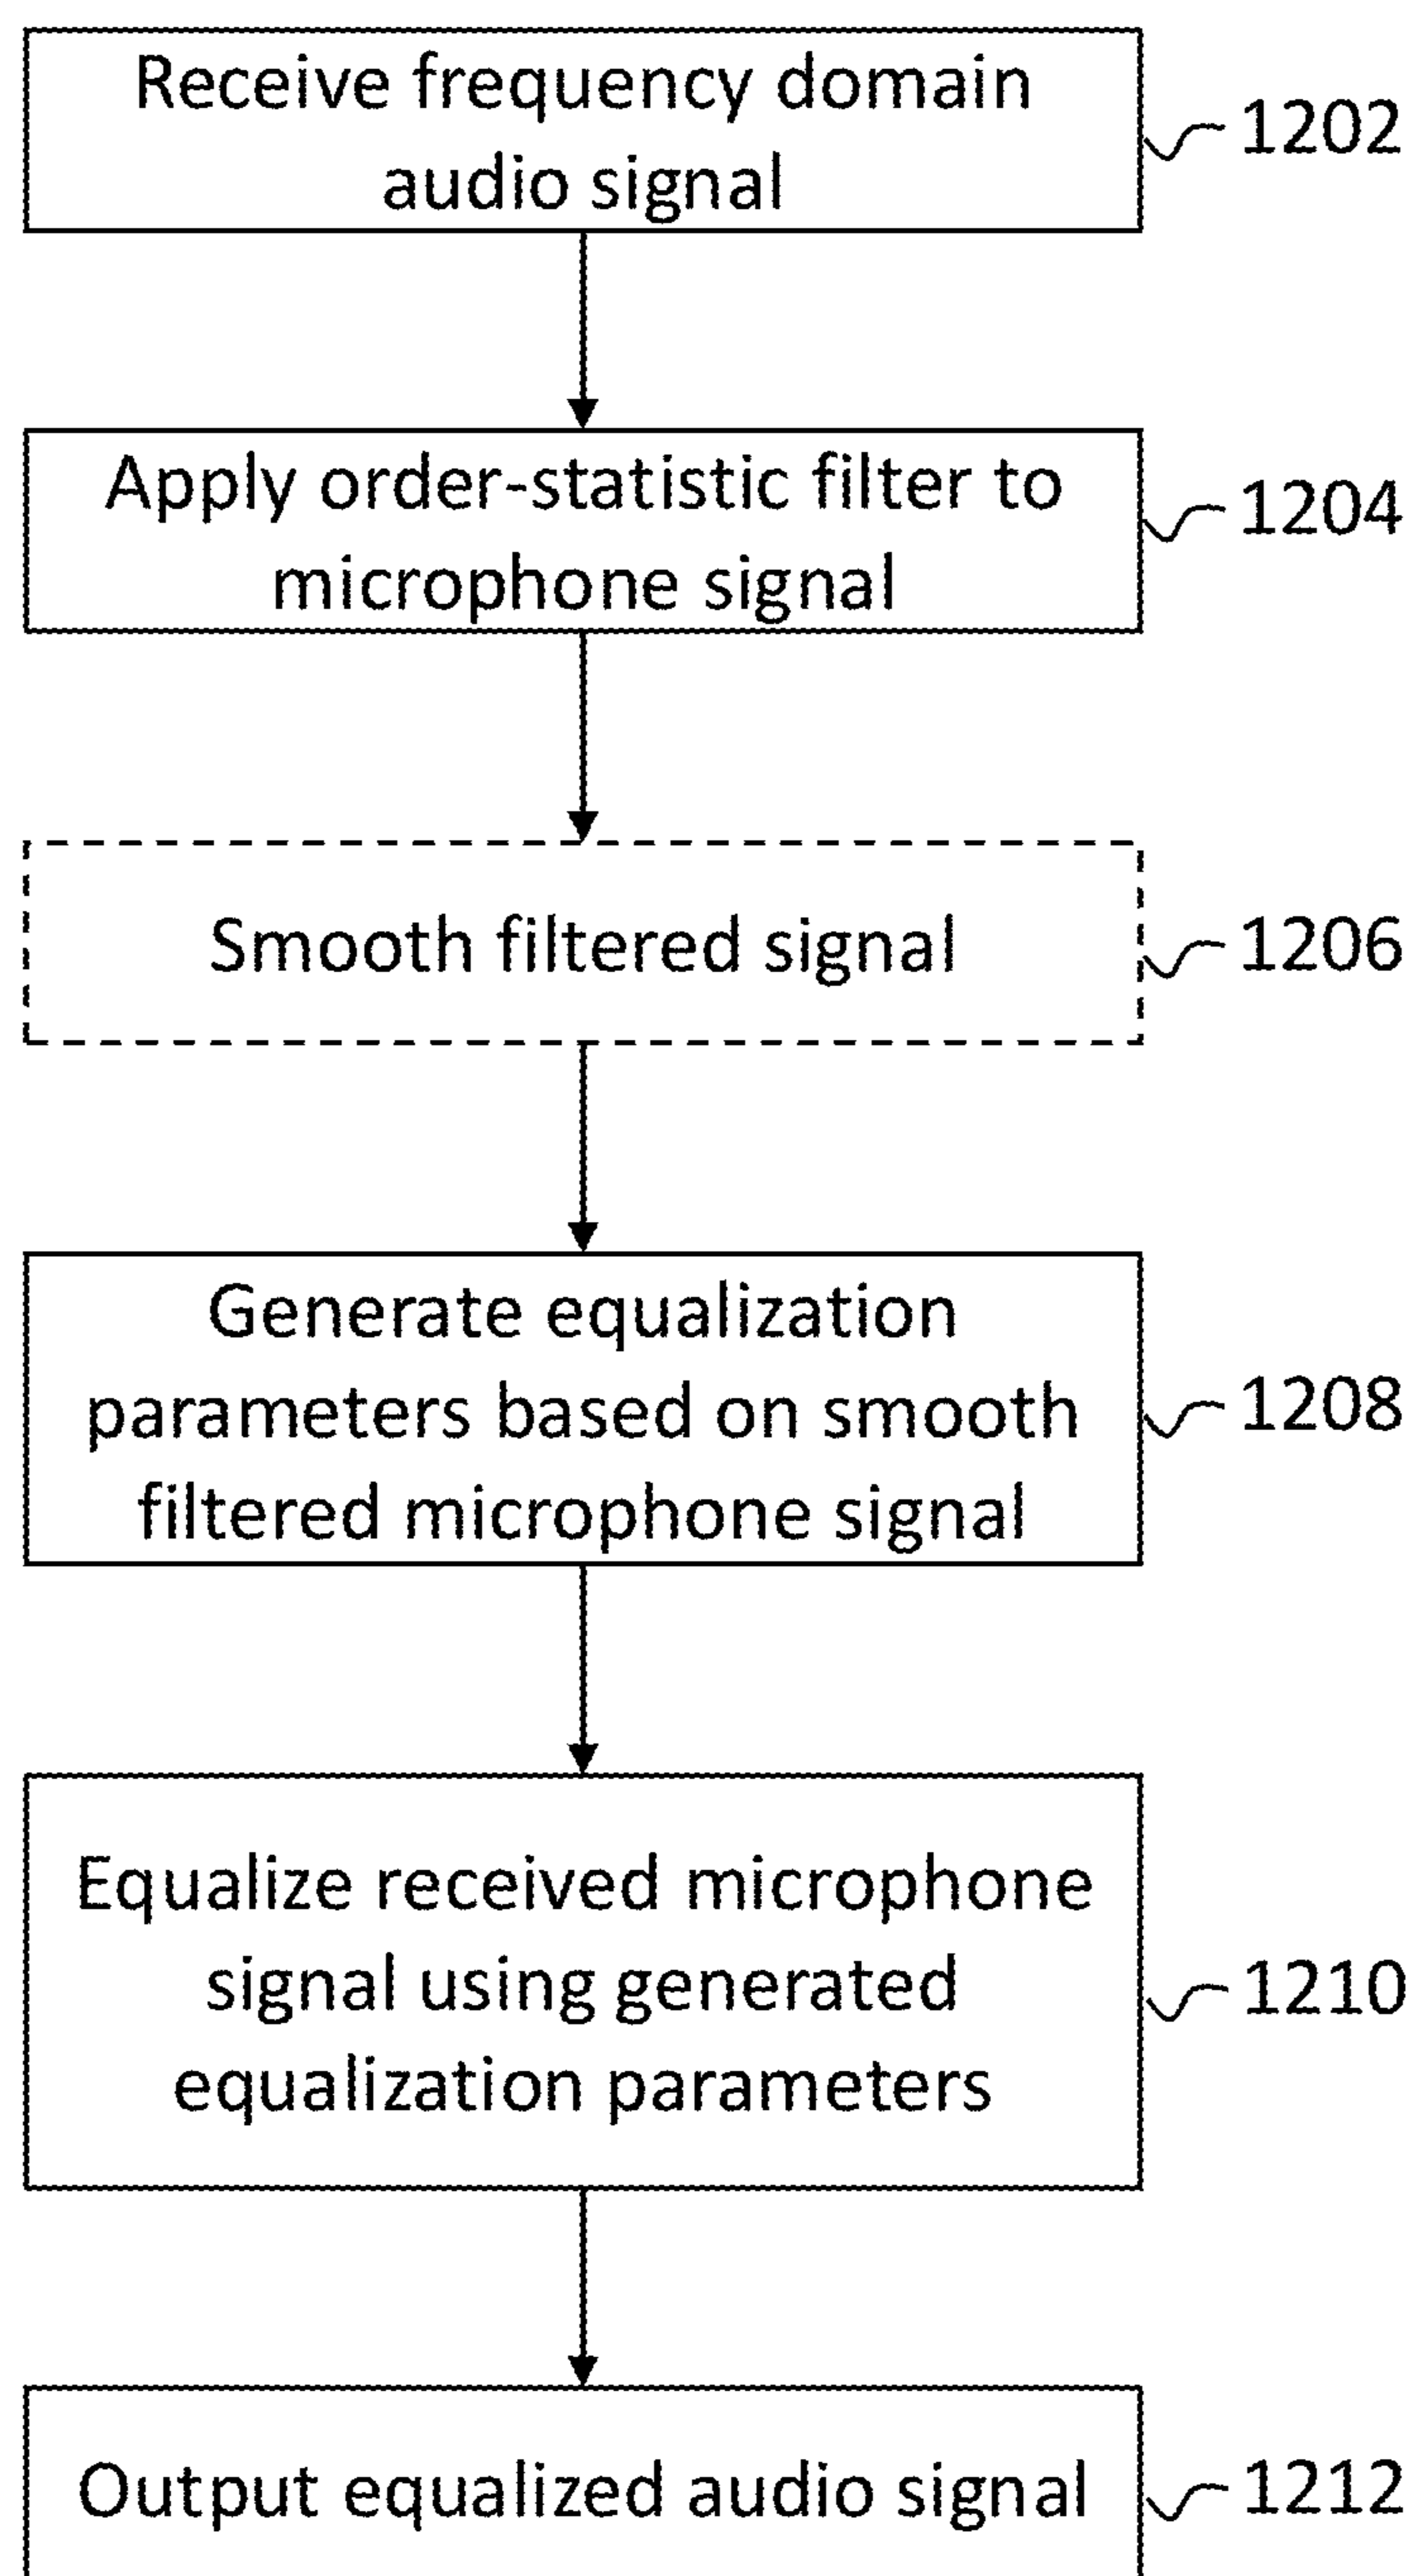 Receive frequency domain
audio signal
1202
Apply order-statistic filter to
microphone signal
1204
Smooth filtered signal
1206
Generate equalization
parameters based on smooth
filtered microphone signal
1208
Equalize received microphone
signal using generated
equalization parameters
1210
Output equalized audio signal
1212